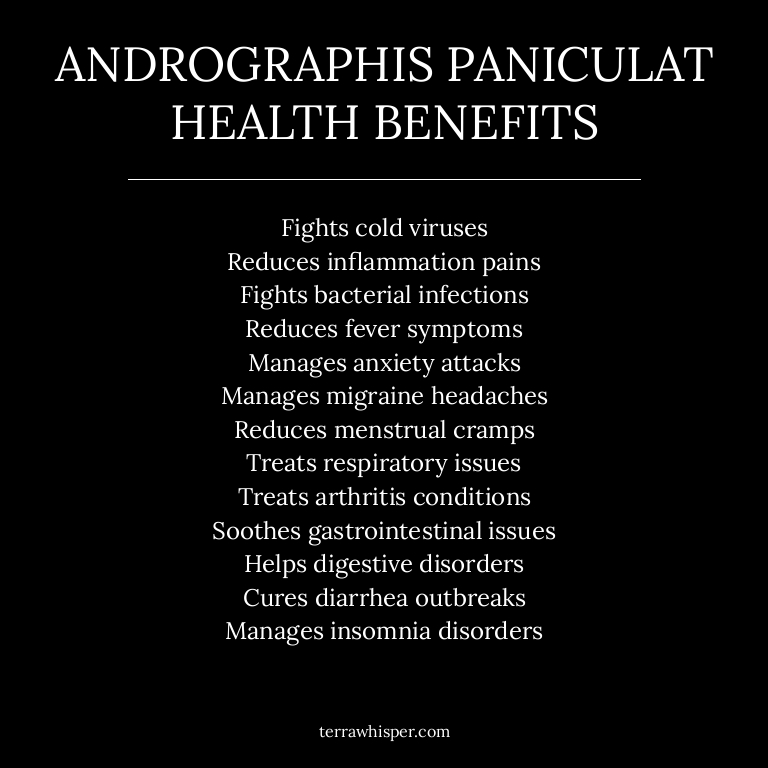 ANDROGRAPHIS PANICULAT
HEALTH BENEFITS
Fights cold viruses
Reduces inflammation pains
Fights bacterial infections
Reduces fever symptoms
Manages anxiety attacks
Manages migraine headaches
Reduces menstrual cramps
Treats respiratory issues
Treats arthritis conditions
Soothes gastrointestinal issues
Helps digestive disorders
Cures diarrhea outbreaks
Manages insomnia disorders
terrawhisper.com